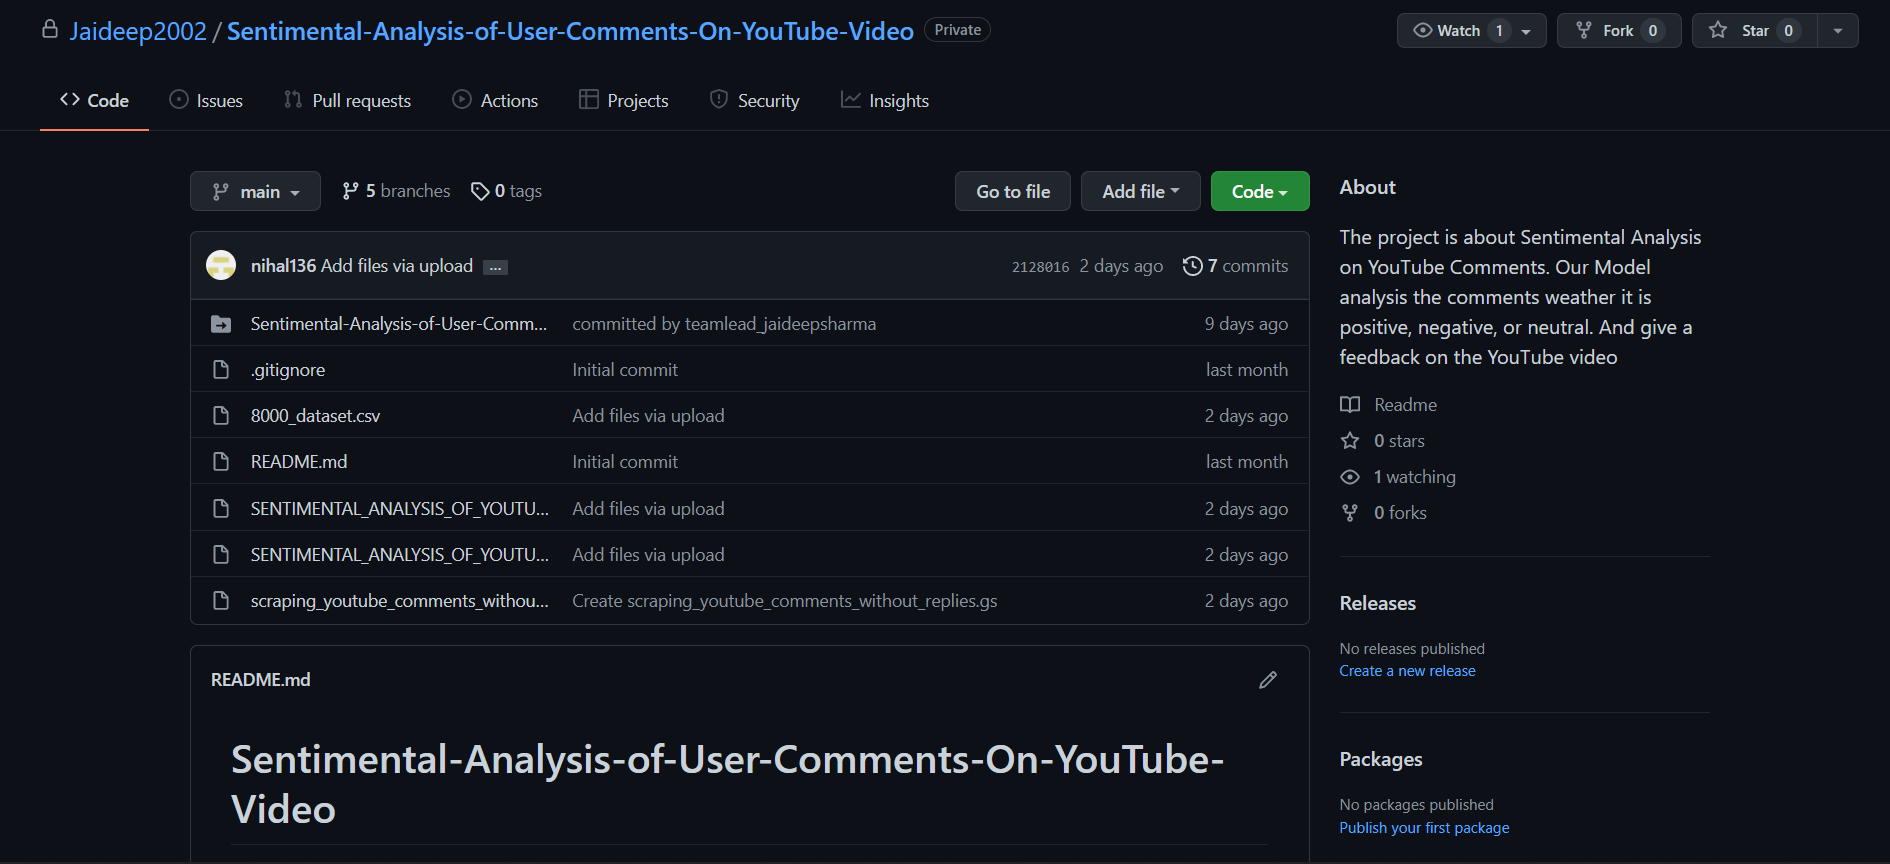 Jaideep2002 / Sentimental-Analysis-of-User-Comments-On-YouTube-Video Private
Watch 1
Fork 0
Star 0
Code
Issues
Pull requests
Actions
Projects
Security
Insights
main
5 branches
0 tags
Go to file
Add file
Code
nihal136 Add files via upload ...
2128016 2 days ago
7 commits
Sentimental-Analysis-of-User-Comm... committed by teamlead_jaideepsharma 9 days ago
.gitignore Initial commit last month
8000_dataset.csv Add files via upload 2 days ago
README.md Initial commit last month
SENTIMENTAL_ANALYSIS_OF_YOUTU... Add files via upload 2 days ago
SENTIMENTAL_ANALYSIS_OF_YOUTU... Add files via upload 2 days ago
scraping_youtube_comments_withou... Create scraping_youtube_comments_without_replies.gs 2 days ago
README.md
Sentimental-Analysis-of-User-Comments-On-YouTube-
Video
About
The project is about Sentimental Analysis
on YouTube Comments. Our Model
analysis the comments weather it is
positive, negative, or neutral. And give a
feedback on the YouTube video
Readme
0 stars
1 watching
0 forks
Releases
No releases published
Create a new release
Packages
No packages published
Publish your first package